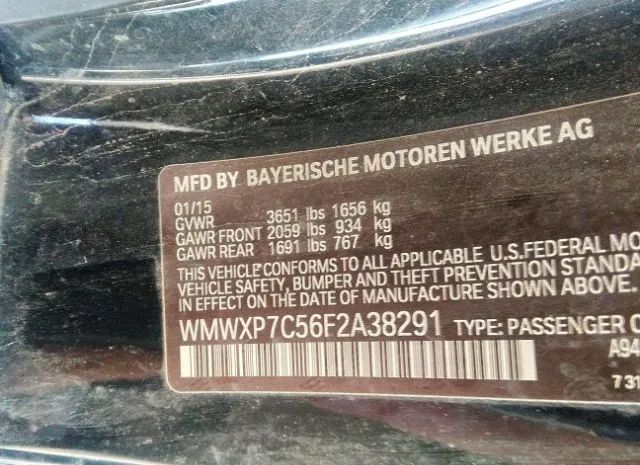 MFD BY BAYERISCHE MOTOREN WERKE AG
01/15
GVWR 3651 lbs 1656 kg
GAWR FRONT 2059 lbs 934 kg
GAWR REAR 1691 lbs 767 kg
THIS VEHICLE CONFORMS TO ALL APPLICABLE U.S.FEDERAL MO
VEHICLE SAFETY, BUMPER AND THEFT PREVENTION STANDA
IN EFFECT ON THE DATE OF MANUFACTURE SHOWN ABOVE.
WMWXP7C56F2A38291 TYPE: PASSENGER C
A94
731